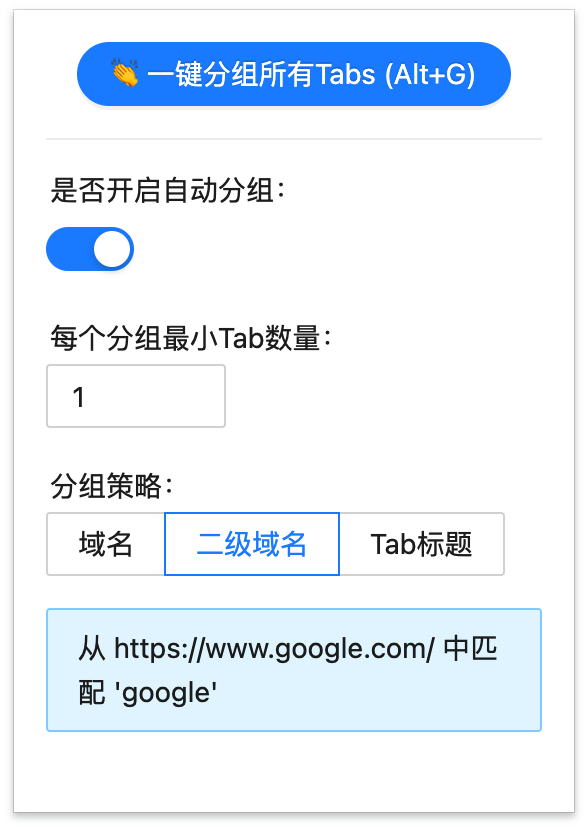 👏 一键分组所有Tabs (Alt+G)
是否开启自动分组：
每个分组最小Tab数量：
1
分组策略：
域名 二级域名 Tab标题
从 https://www.google.com/ 中匹
配 'google'